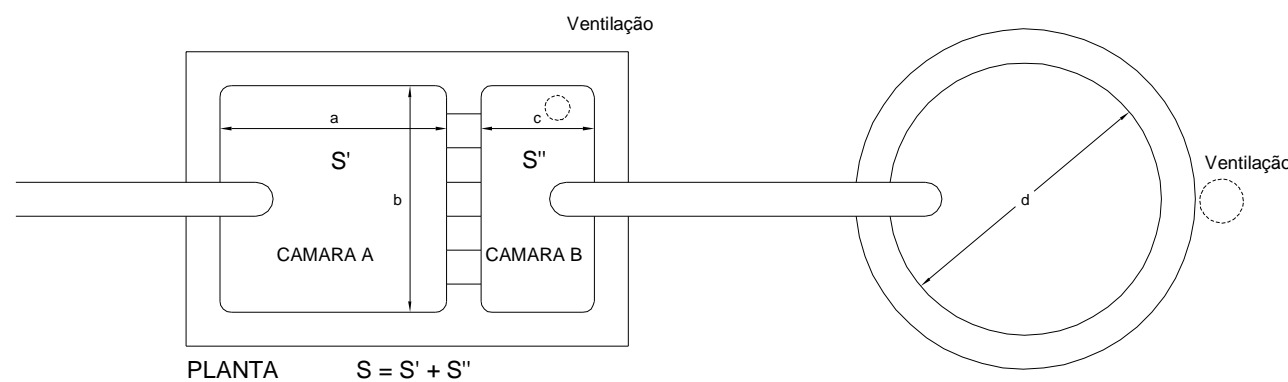 Ventilação
a
c
S'
S"
Ventilação
b
d
CAMARA A
CAMARA B
PLANTA S = S' + S"